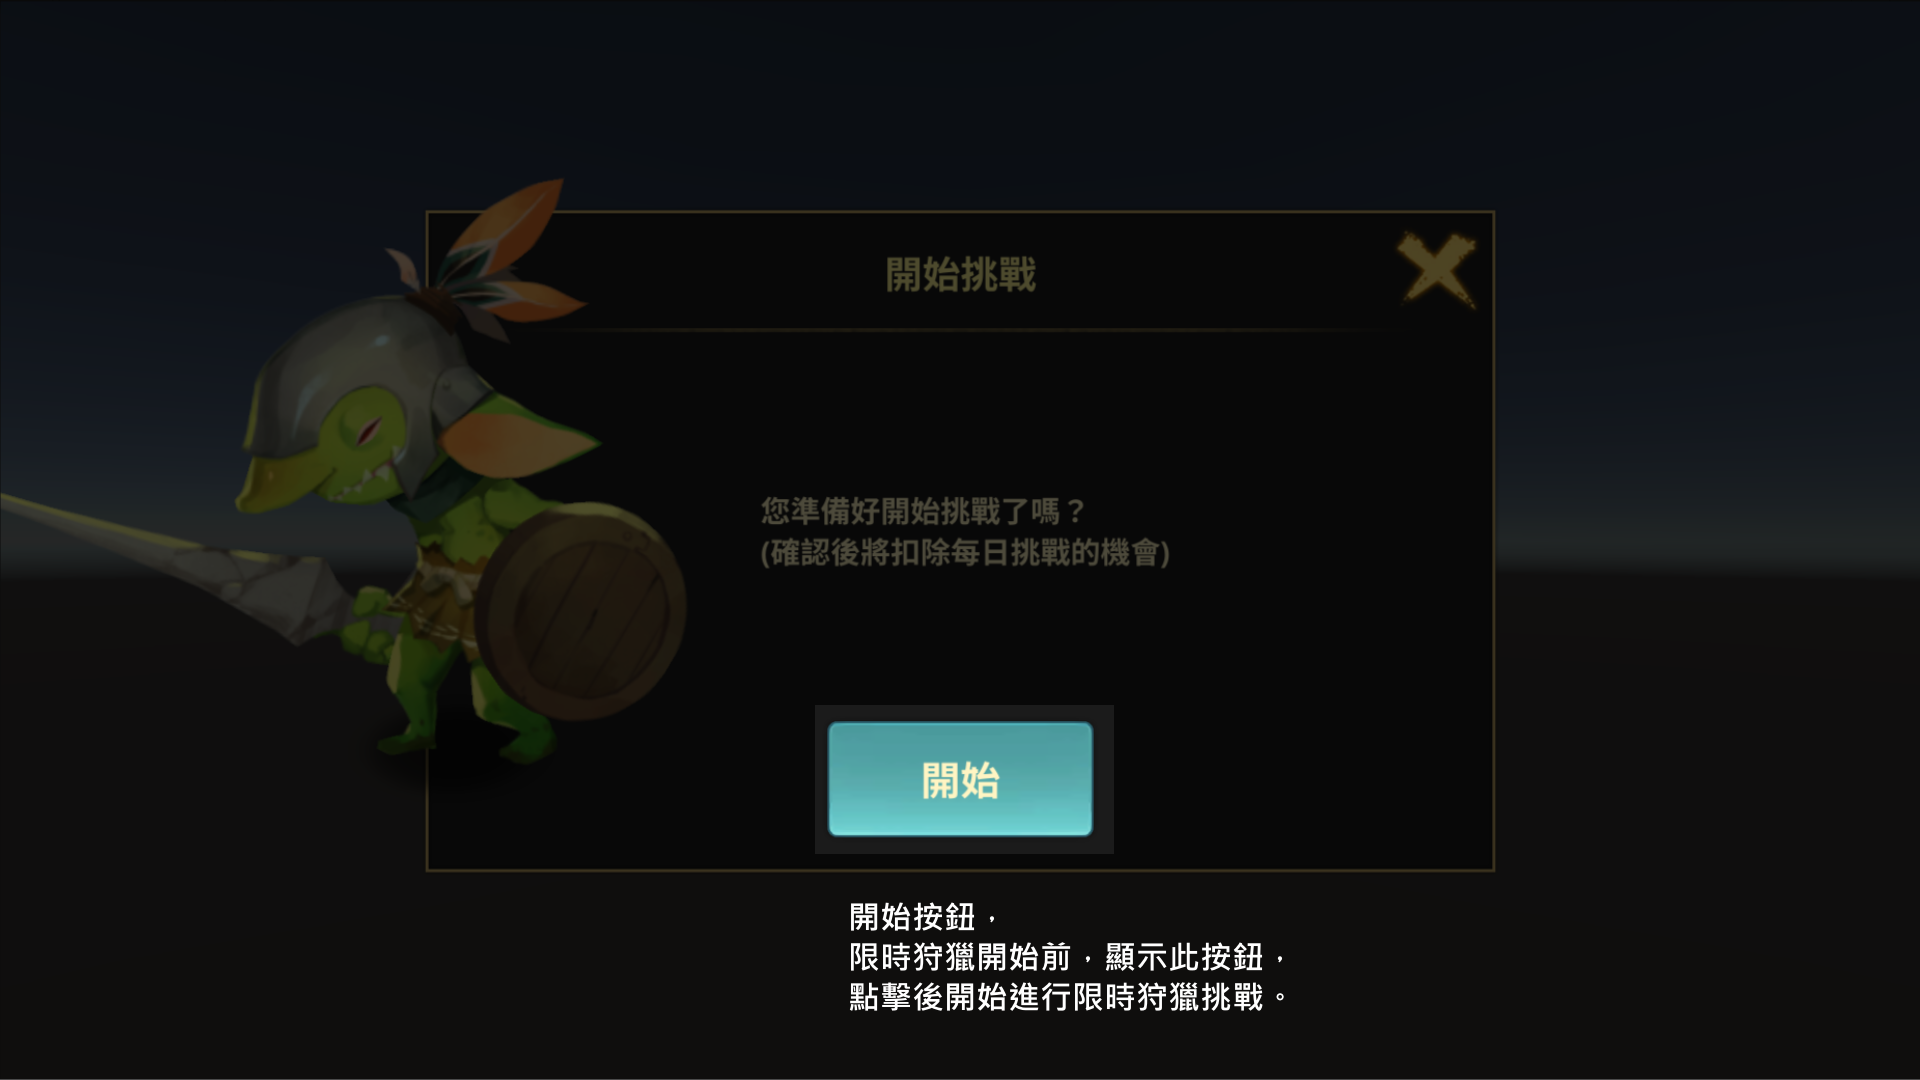 開始挑戰
您準備好開始挑戰了嗎？
(確認後將扣除每日挑戰的機會)
開始
開始按鈕，
限時狩獵開始前，顯示此按鈕，
點擊後開始進行限時狩獵挑戰。